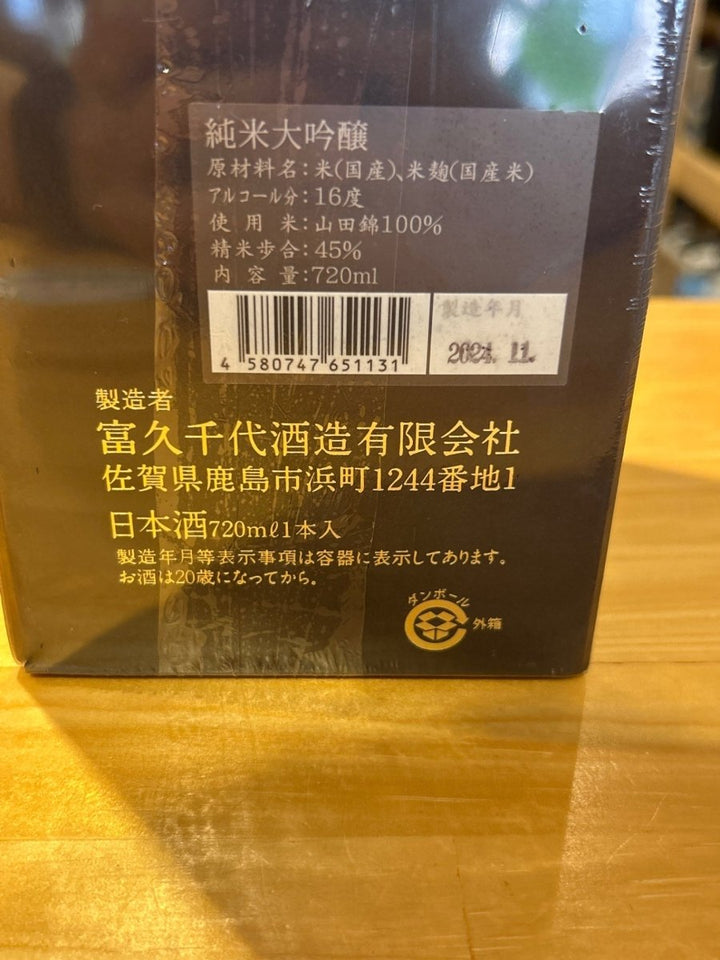 純米大吟醸
原材料名：米(国産)、米麹(国産米)
アルコール分：16度
使用米：山田錦100%
精米歩合：45%
内容量：720ml
製造年月
4 580747 651131
2024. 11.
製造者
富久千代酒造有限会社
佐賀県鹿島市浜町1244番地1
日本酒720mℓ1本入
製造年月等表示事項は容器に表示してあります。
お酒は20歳になってから。
ダンボール
外箱